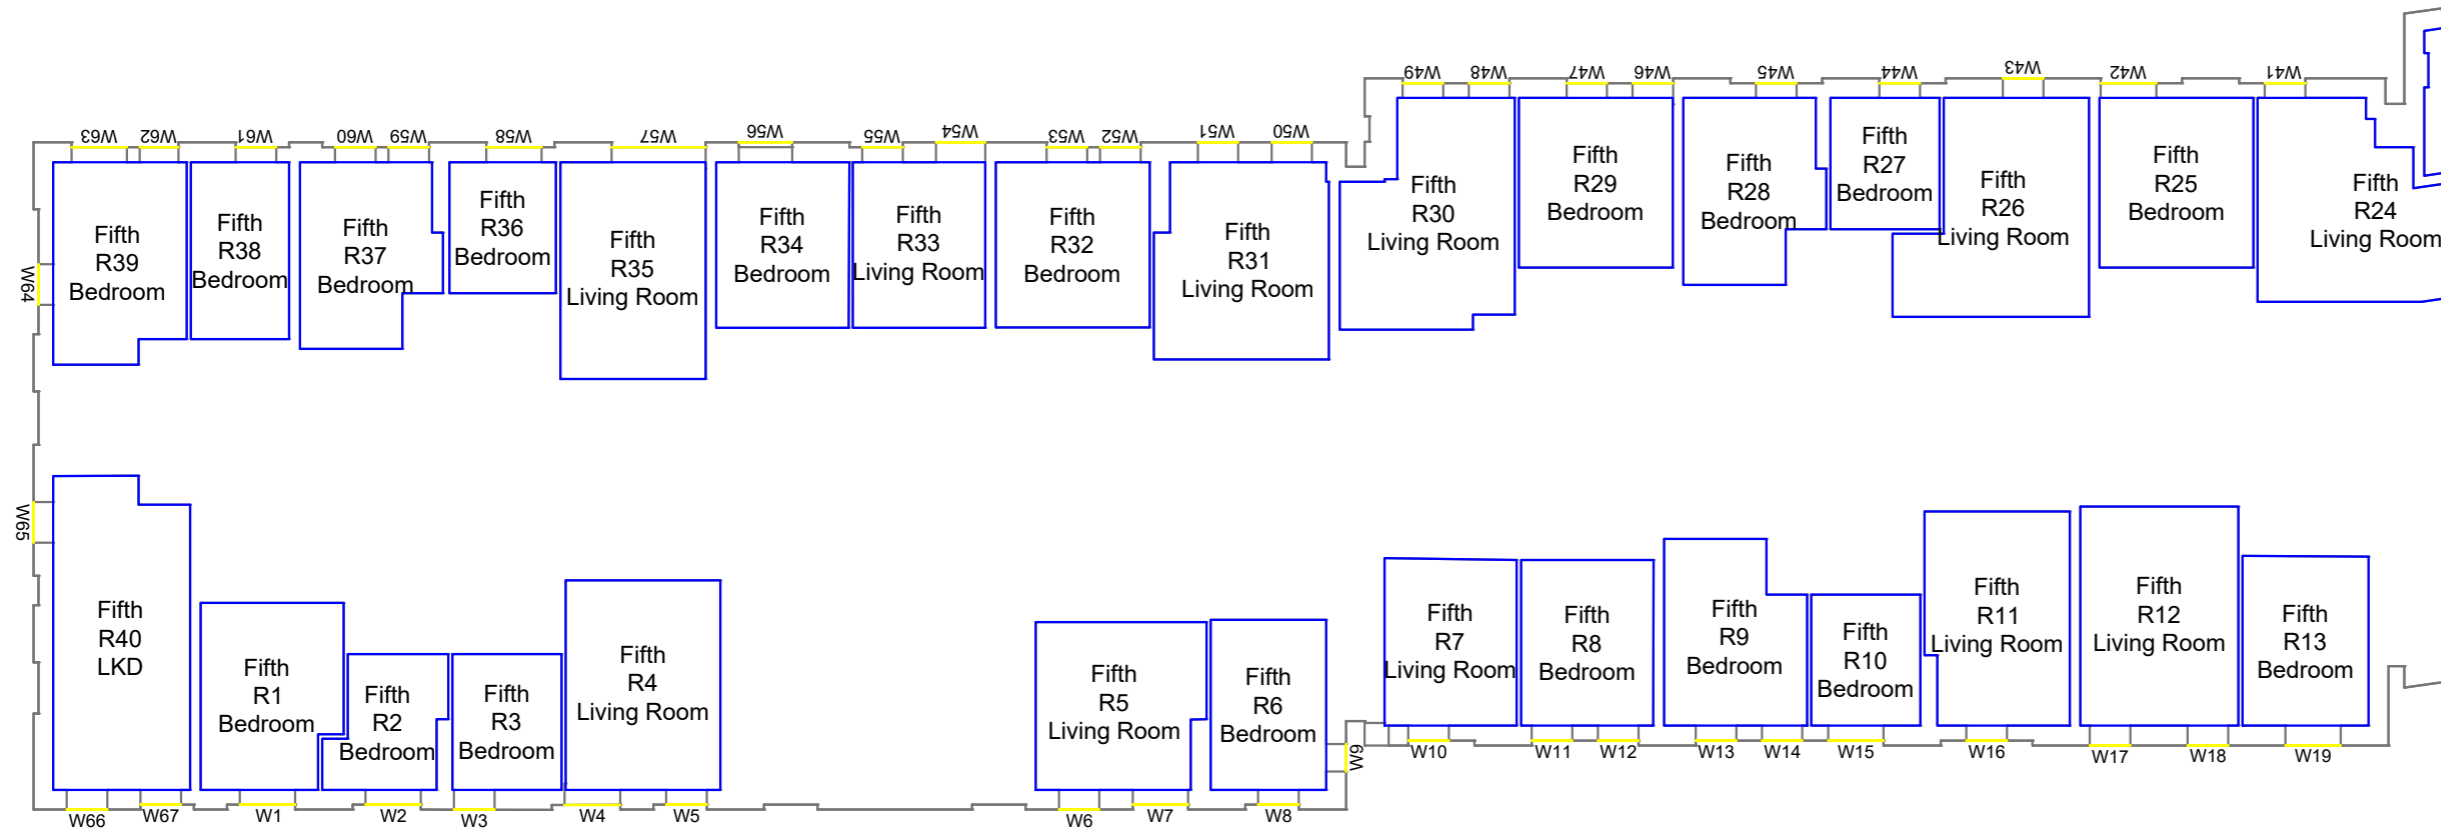 W49
W48
W47
W46
W45
W44
W43
W42
W41
W63
W62
W61
W60
W59
W58
W57
W56
W55
W54
W53
W52
W51
W50
Fifth
R39
Bedroom
Fifth
R38
Bedroom
Fifth
R37
Bedroom
Fifth
R36
Bedroom
Fifth
R35
Living Room
Fifth
R34
Bedroom
Fifth
R33
Living Room
Fifth
R32
Bedroom
Fifth
R31
Living Room
Fifth
R30
Living Room
Fifth
R29
Bedroom
Fifth
R28
Bedroom
Fifth
R27
Bedroom
Fifth
R26
Living Room
Fifth
R25
Bedroom
Fifth
R24
Living Room
W64
W65
Fifth
R40
LKD
Fifth
R1
Bedroom
Fifth
R2
Bedroom
Fifth
R3
Bedroom
Fifth
R4
Living Room
Fifth
R5
Living Room
Fifth
R6
Bedroom
W9
Fifth
R7
Living Room
Fifth
R8
Bedroom
Fifth
R9
Bedroom
Fifth
R10
Bedroom
Fifth
R11
Living Room
Fifth
R12
Living Room
Fifth
R13
Bedroom
W10
W11
W12
W13
W14
W15
W16
W17
W18
W19
W66
W67
W1
W2
W3
W4
W5
W6
W7
W8